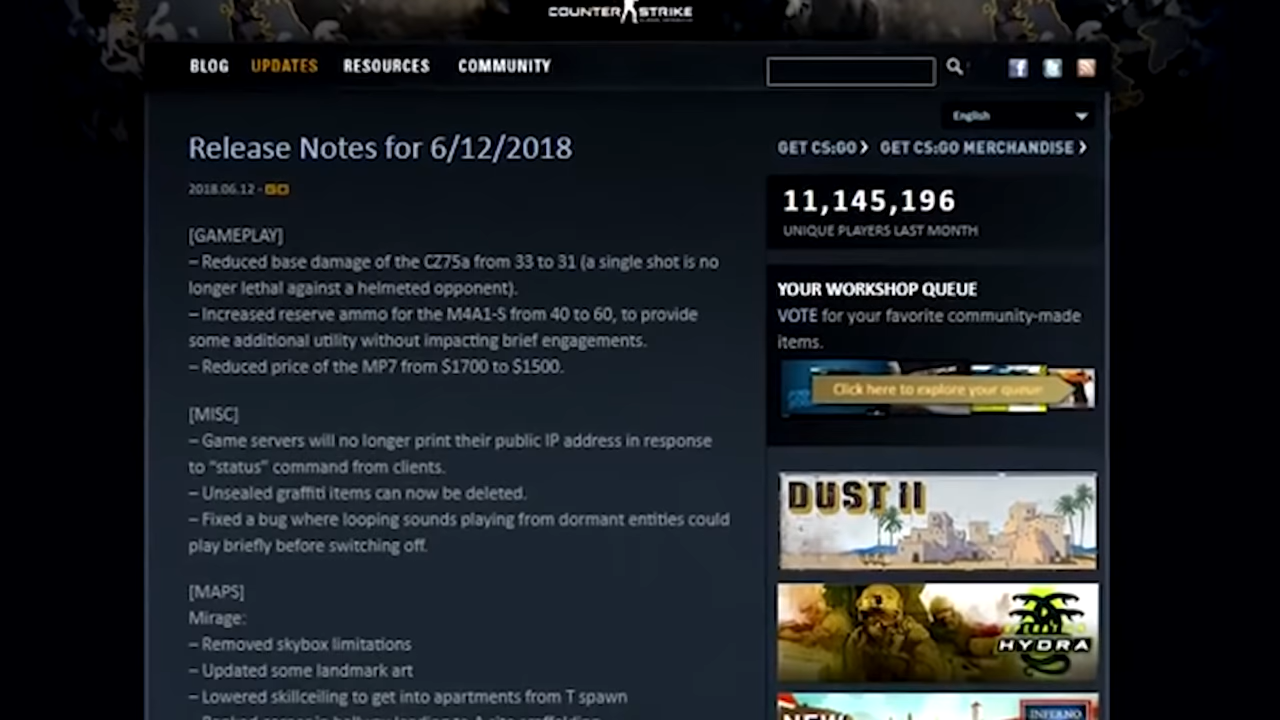 COUNTER STRIKE
BLOG UPDATES RESOURCES COMMUNITY
English
Release Notes for 6/12/2018
2018.06.12 -
[GAMEPLAY]
– Reduced base damage of the CZ75a from 33 to 31 (a single shot is no
longer lethal against a helmeted opponent).
– Increased reserve ammo for the M4A1-S from 40 to 60, to provide
some additional utility without impacting brief engagements.
– Reduced price of the MP7 from $1700 to $1500.
[MISC]
– Game servers will no longer print their public IP address in response
to "status" command from clients.
– Unsealed graffiti items can now be deleted.
– Fixed a bug where looping sounds playing from dormant entities could
play briefly before switching off.
[MAPS]
Mirage:
– Removed skybox limitations
– Updated some landmark art
– Lowered skillceiling to get into apartments from T spawn
GET CS:GO GET CS:GO MERCHANDISE
11,145,196
UNIQUE PLAYERS LAST MONTH
YOUR WORKSHOP QUEUE
VOTE for your favorite community-made
items.
Click here to explore your queue
DUST II
HYDRA
NEW
INFERNO